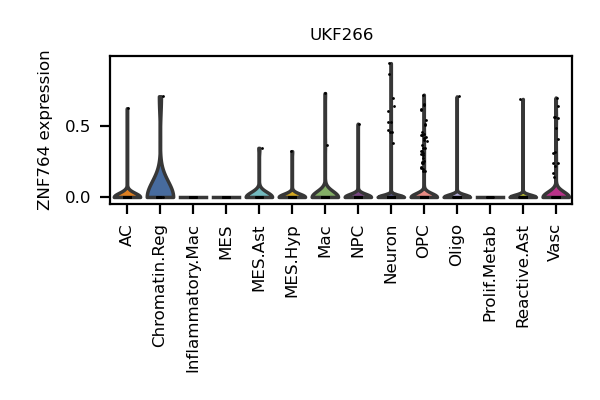 UKF266
ZNF764 expression
0.5
0.0
AC
Chromatin.Reg
Inflammatory.Mac
MES
MES.Ast
MES.Hyp
Mac
NPC
Neuron
OPC
Oligo
Prolif.Metab
Reactive.Ast
Vasc